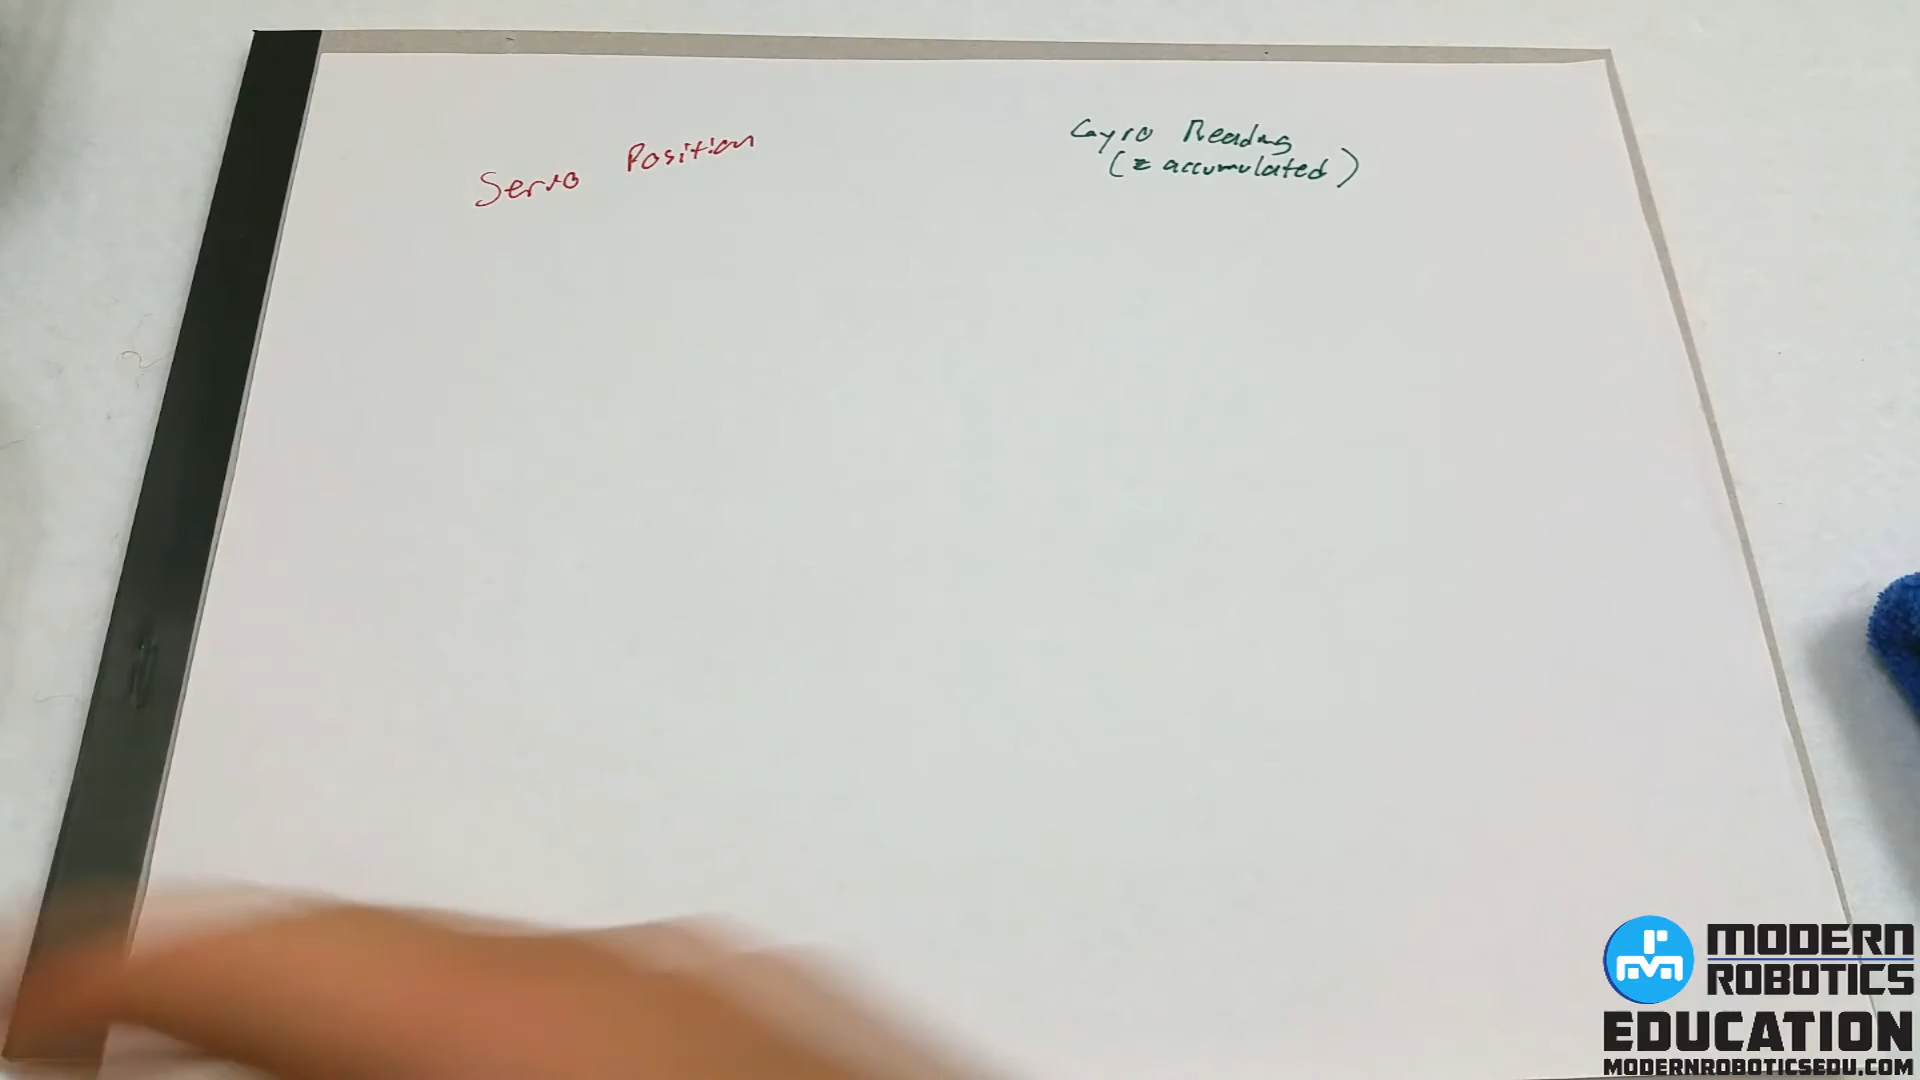 Servo Position
Gyro Reading
(z accumulated)
MODERN
ROBOTICS
EDUCATION
MODERNROBOTICSEDU.COM